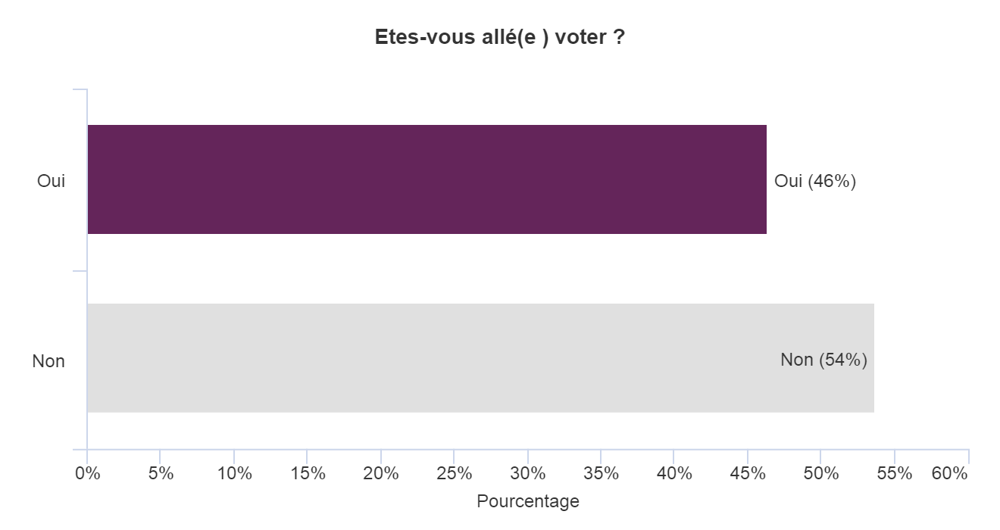 Etes-vous allé(e ) voter ?
Oui
Oui (46%)
Non
Non (54%)
0% 5% 10% 15% 20% 25% 30% 35% 40% 45% 50% 55% 60%
Pourcentage